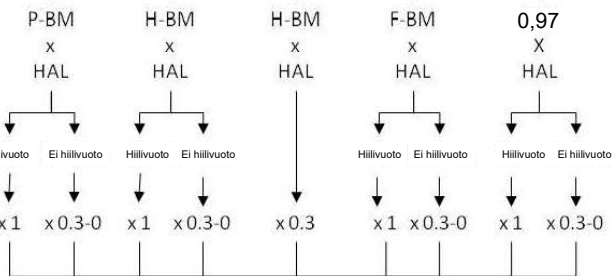 P-BM H-BM H-BM F-BM 0,97
x x x x X
HAL HAL HAL HAL HAL
ivuoto Ei hiilivuoto Hiilivuoto Ei hiilivuoto Hiilivuoto Ei hiilivuoto Hiilivuoto Ei hiilivuoto
x 1 x 0.3-0 x 1 x 0.3-0 x 0.3 x 1 x 0.3-0 x 1 x 0.3-0